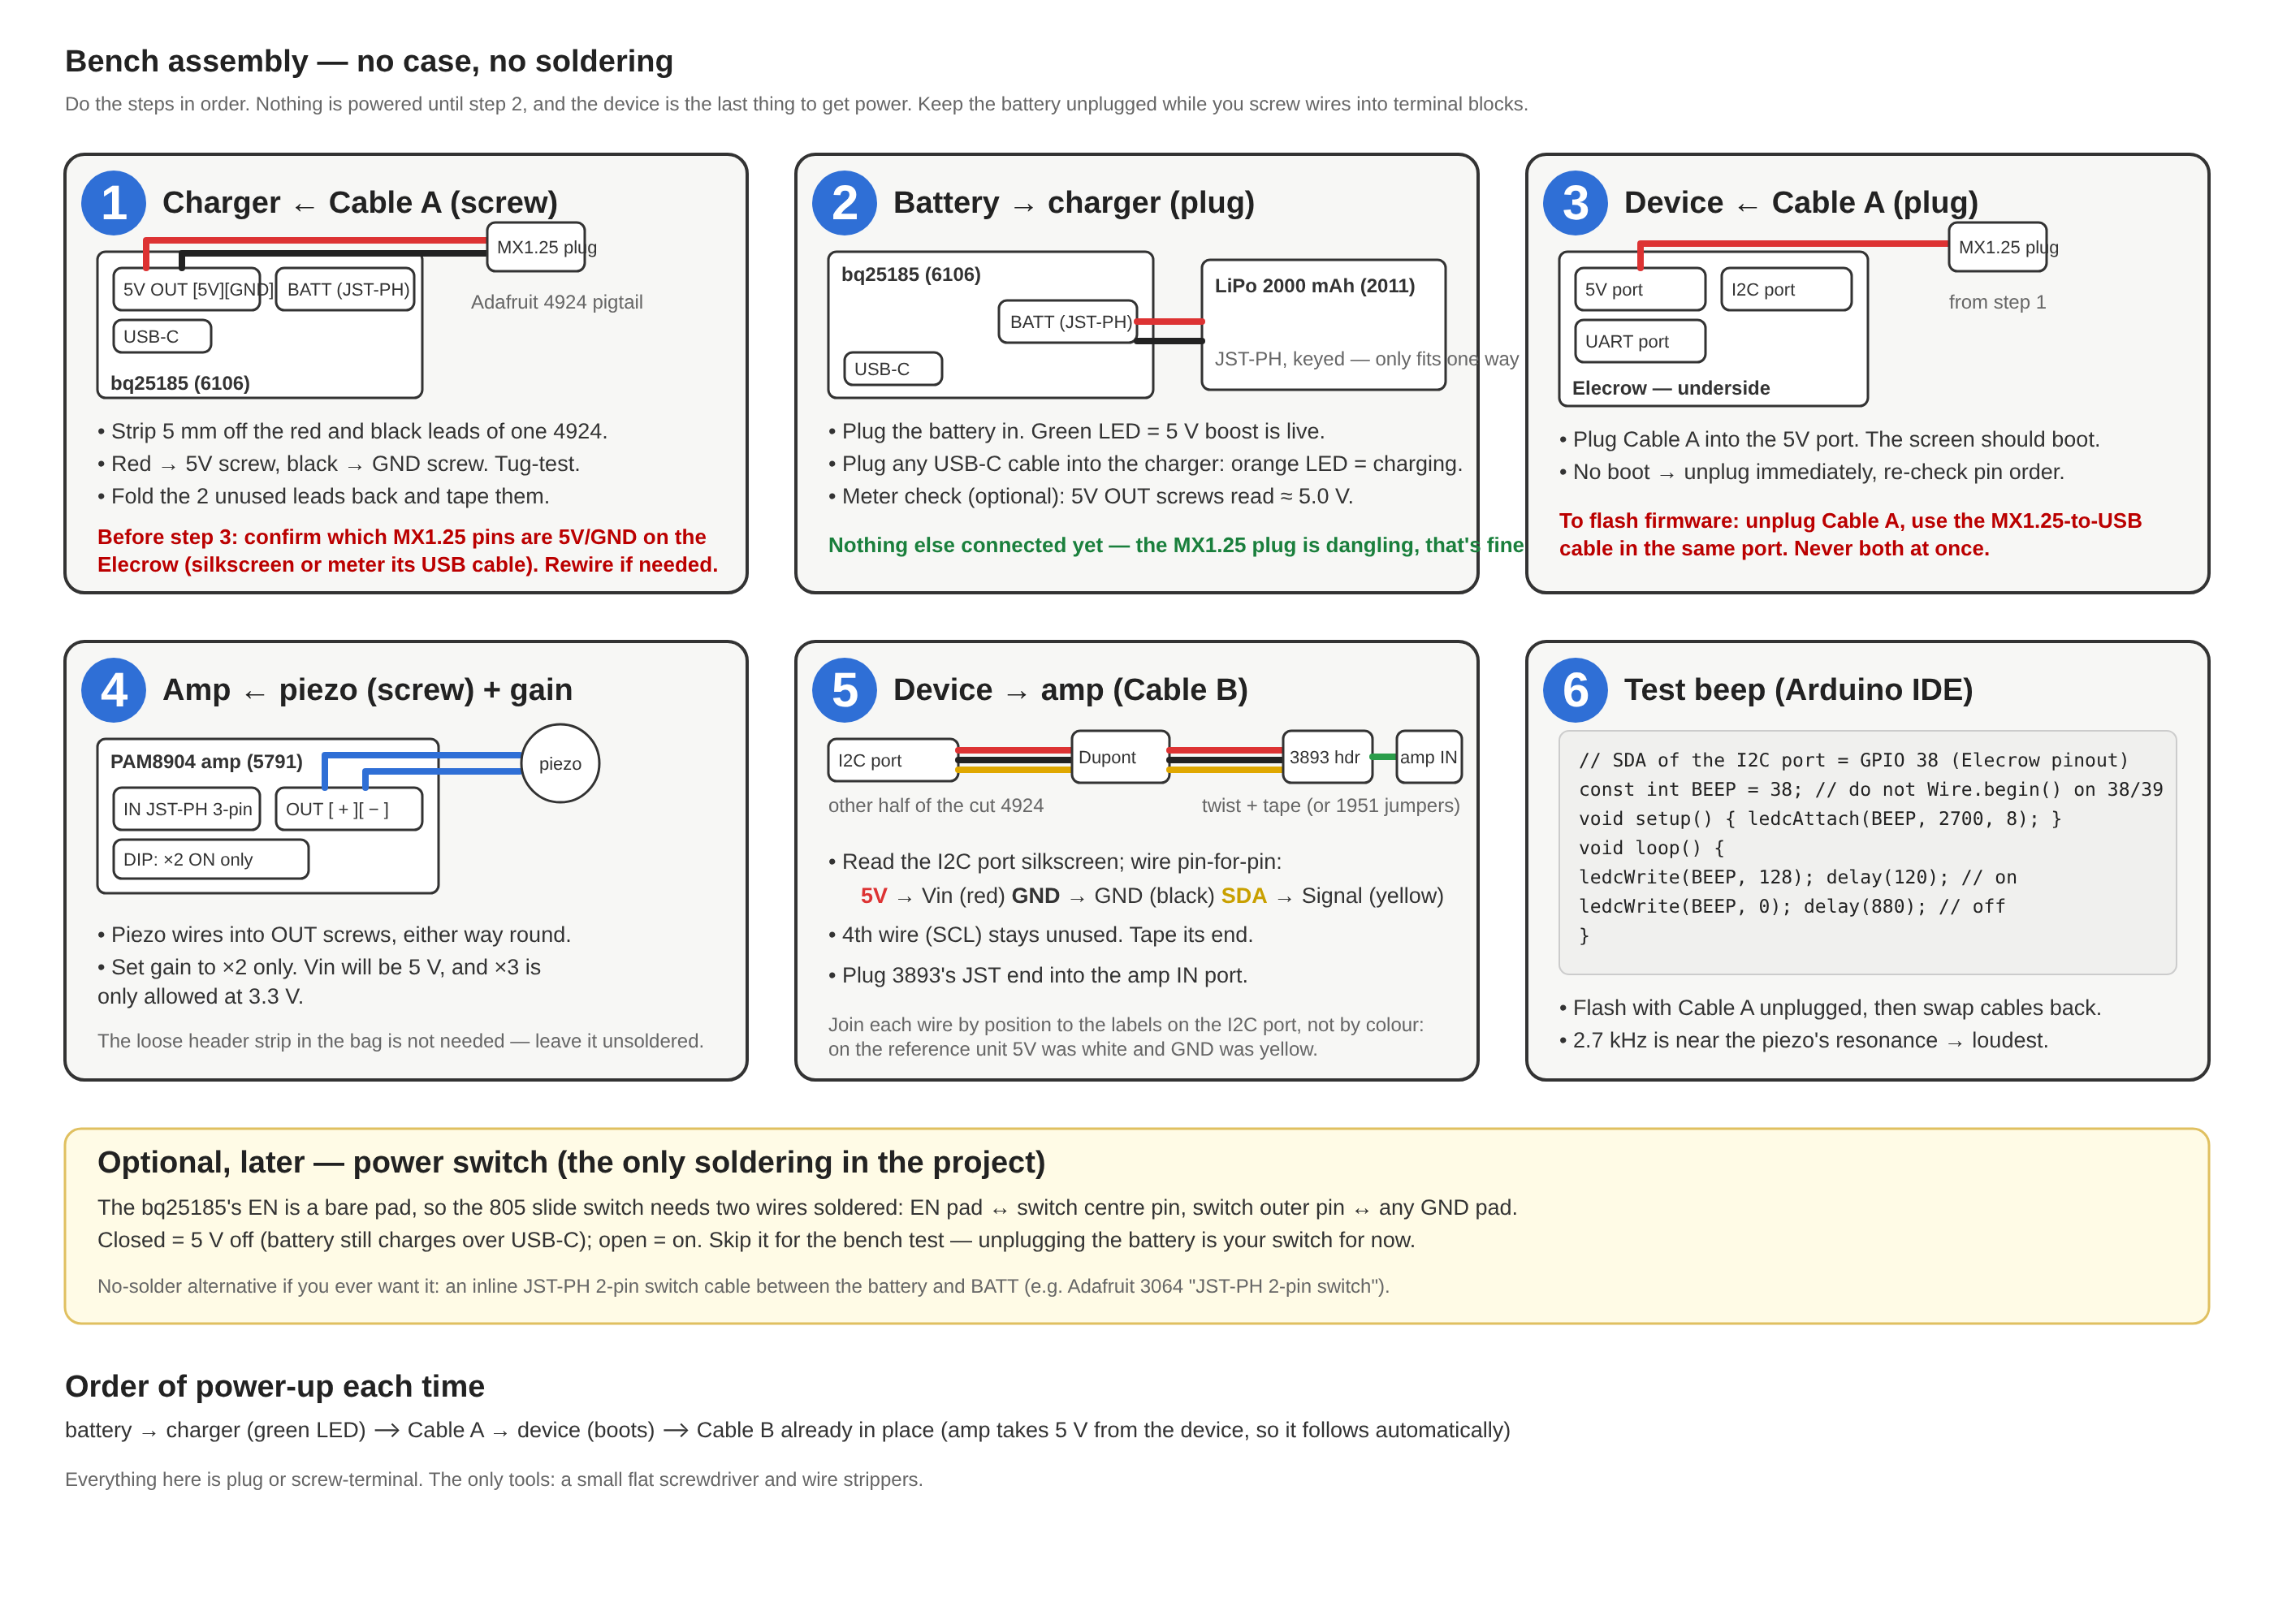 Bench assembly — no case, no soldering
Do the steps in order. Nothing is powered until step 2, and the device is the last thing to get power. Keep the battery unplugged while you screw wires into terminal blocks.
1
Charger ← Cable A (screw)
MX1.25 plug
5V OUT [5V][GND]
BATT (JST-PH)
Adafruit 4924 pigtail
USB-C
bq25185 (6106)
• Strip 5 mm off the red and black leads of one 4924.
• Red → 5V screw, black → GND screw. Tug-test.
• Fold the 2 unused leads back and tape them.
Before step 3: confirm which MX1.25 pins are 5V/GND on the
Elecrow (silkscreen or meter its USB cable). Rewire if needed.
2
Battery → charger (plug)
bq25185 (6106)
LiPo 2000 mAh (2011)
BATT (JST-PH)
JST-PH, keyed — only fits one way
USB-C
• Plug the battery in. Green LED = 5 V boost is live.
• Plug any USB-C cable into the charger: orange LED = charging.
• Meter check (optional): 5V OUT screws read ≈ 5.0 V.
Nothing else connected yet — the MX1.25 plug is dangling, that's fine
3
Device ← Cable A (plug)
MX1.25 plug
5V port
I2C port
from step 1
UART port
Elecrow — underside
• Plug Cable A into the 5V port. The screen should boot.
• No boot → unplug immediately, re-check pin order.
To flash firmware: unplug Cable A, use the MX1.25-to-USB
cable in the same port. Never both at once.
4
Amp ← piezo (screw) + gain
PAM8904 amp (5791)
piezo
IN JST-PH 3-pin
OUT [ + ][ − ]
DIP: ×2 ON only
• Piezo wires into OUT screws, either way round.
• Set gain to ×2 only. Vin will be 5 V, and ×3 is
only allowed at 3.3 V.
The loose header strip in the bag is not needed — leave it unsoldered.
5
Device → amp (Cable B)
I2C port
Dupont
3893 hdr
amp IN
other half of the cut 4924
twist + tape (or 1951 jumpers)
• Read the I2C port silkscreen; wire pin-for-pin:
5V → Vin (red) GND → GND (black) SDA → Signal (yellow)
• 4th wire (SCL) stays unused. Tape its end.
• Plug 3893's JST end into the amp IN port.
Join each wire by position to the labels on the I2C port, not by colour:
on the reference unit 5V was white and GND was yellow.
6
Test beep (Arduino IDE)
// SDA of the I2C port = GPIO 38 (Elecrow pinout)
const int BEEP = 38; // do not Wire.begin() on 38/39
void setup() { ledcAttach(BEEP, 2700, 8); }
void loop() {
ledcWrite(BEEP, 128); delay(120); // on
ledcWrite(BEEP, 0); delay(880); // off
}
• Flash with Cable A unplugged, then swap cables back.
• 2.7 kHz is near the piezo's resonance → loudest.
Optional, later — power switch (the only soldering in the project)
The bq25185's EN is a bare pad, so the 805 slide switch needs two wires soldered: EN pad ↔ switch centre pin, switch outer pin ↔ any GND pad.
Closed = 5 V off (battery still charges over USB-C); open = on. Skip it for the bench test — unplugging the battery is your switch for now.
No-solder alternative if you ever want it: an inline JST-PH 2-pin switch cable between the battery and BATT (e.g. Adafruit 3064 "JST-PH 2-pin switch").
Order of power-up each time
battery → charger (green LED) ⟶ Cable A → device (boots) ⟶ Cable B already in place (amp takes 5 V from the device, so it follows automatically)
Everything here is plug or screw-terminal. The only tools: a small flat screwdriver and wire strippers.